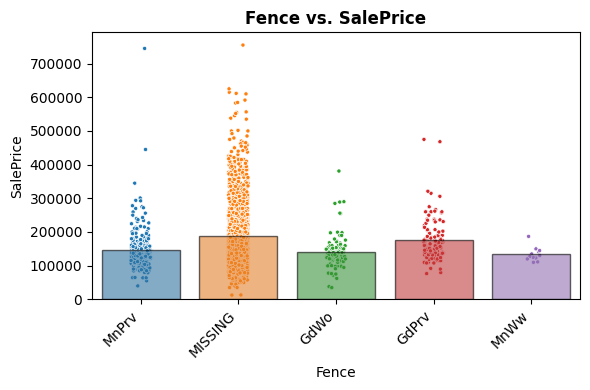 Fence vs. SalePrice
700000
600000
500000
400000
300000
200000
100000
0
SalePrice
MnPrv
MISSING
GdWo
GdPrv
MnWw
Fence